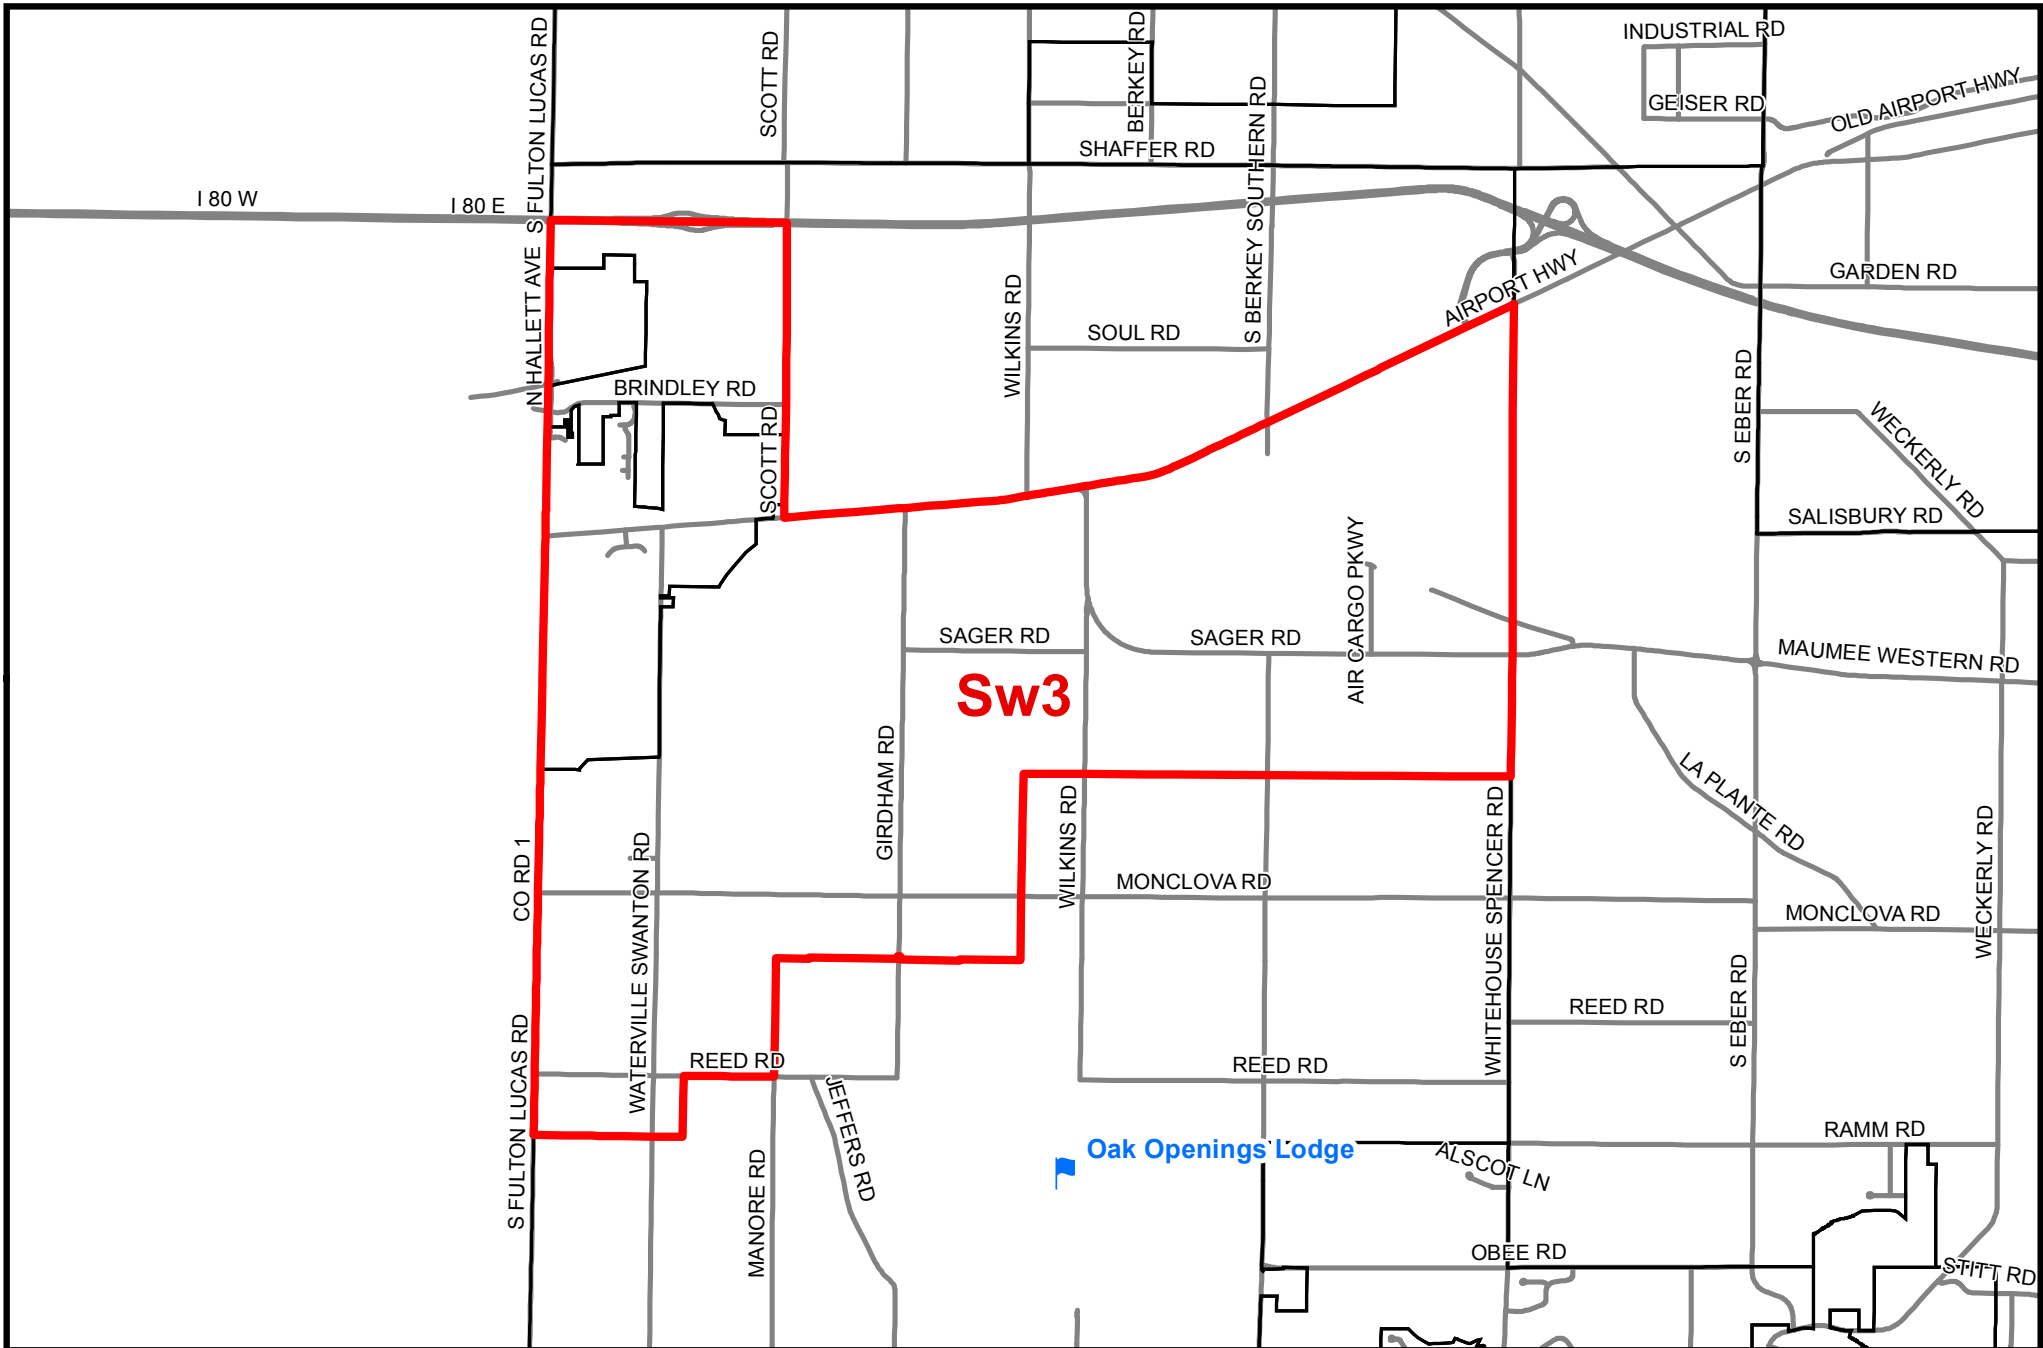 S FULTON LUCAS RD
SCOTT RD
BERKEY RD
INDUSTRIAL RD
GEISER RD
OLD AIRPORT HWY
SHAFFER RD
S BERKEY SOUTHERN RD
I 80 W
I 80 E
N HALLETT AVE
WILKINS RD
AIRPORT HWY
GARDEN RD
SOUL RD
BRINDLEY RD
S EBER RD
WECKERLY RD
SCOTT RD
SALISBURY RD
AIR CARGO PKWY
SAGER RD
SAGER RD
MAUMEE WESTERN RD
Sw3
GIRDHAM RD
LA PLANTE RD
WILKINS RD
WHITEHOUSE SPENCER RD
WECKERLY RD
CO RD 1
WATERVILLE SWANTON RD
MONCLOVA RD
MONCLOVA RD
S EBER RD
REED RD
S FULTON LUCAS RD
REED RD
REED RD
JEFFERS RD
RAMM RD
Oak Openings Lodge
ALSCOT LN
S FULTON LUCAS RD
MANORE RD
OBEE RD
STITT RD